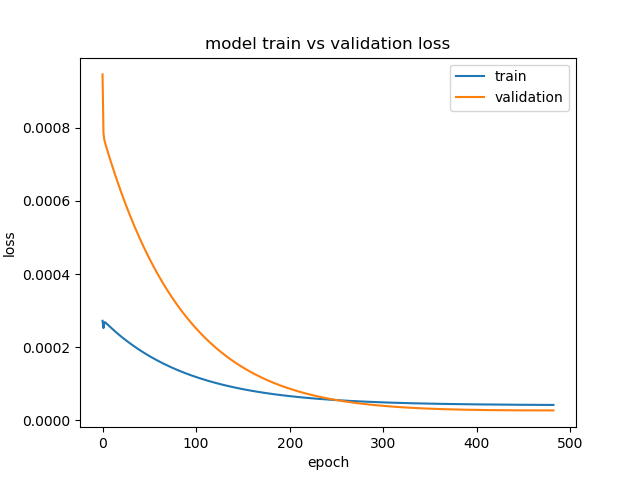 model train vs validation loss
train
validation
loss
0.0008
0.0006
0.0004
0.0002
0.0000
0
100
200
300
400
500
epoch